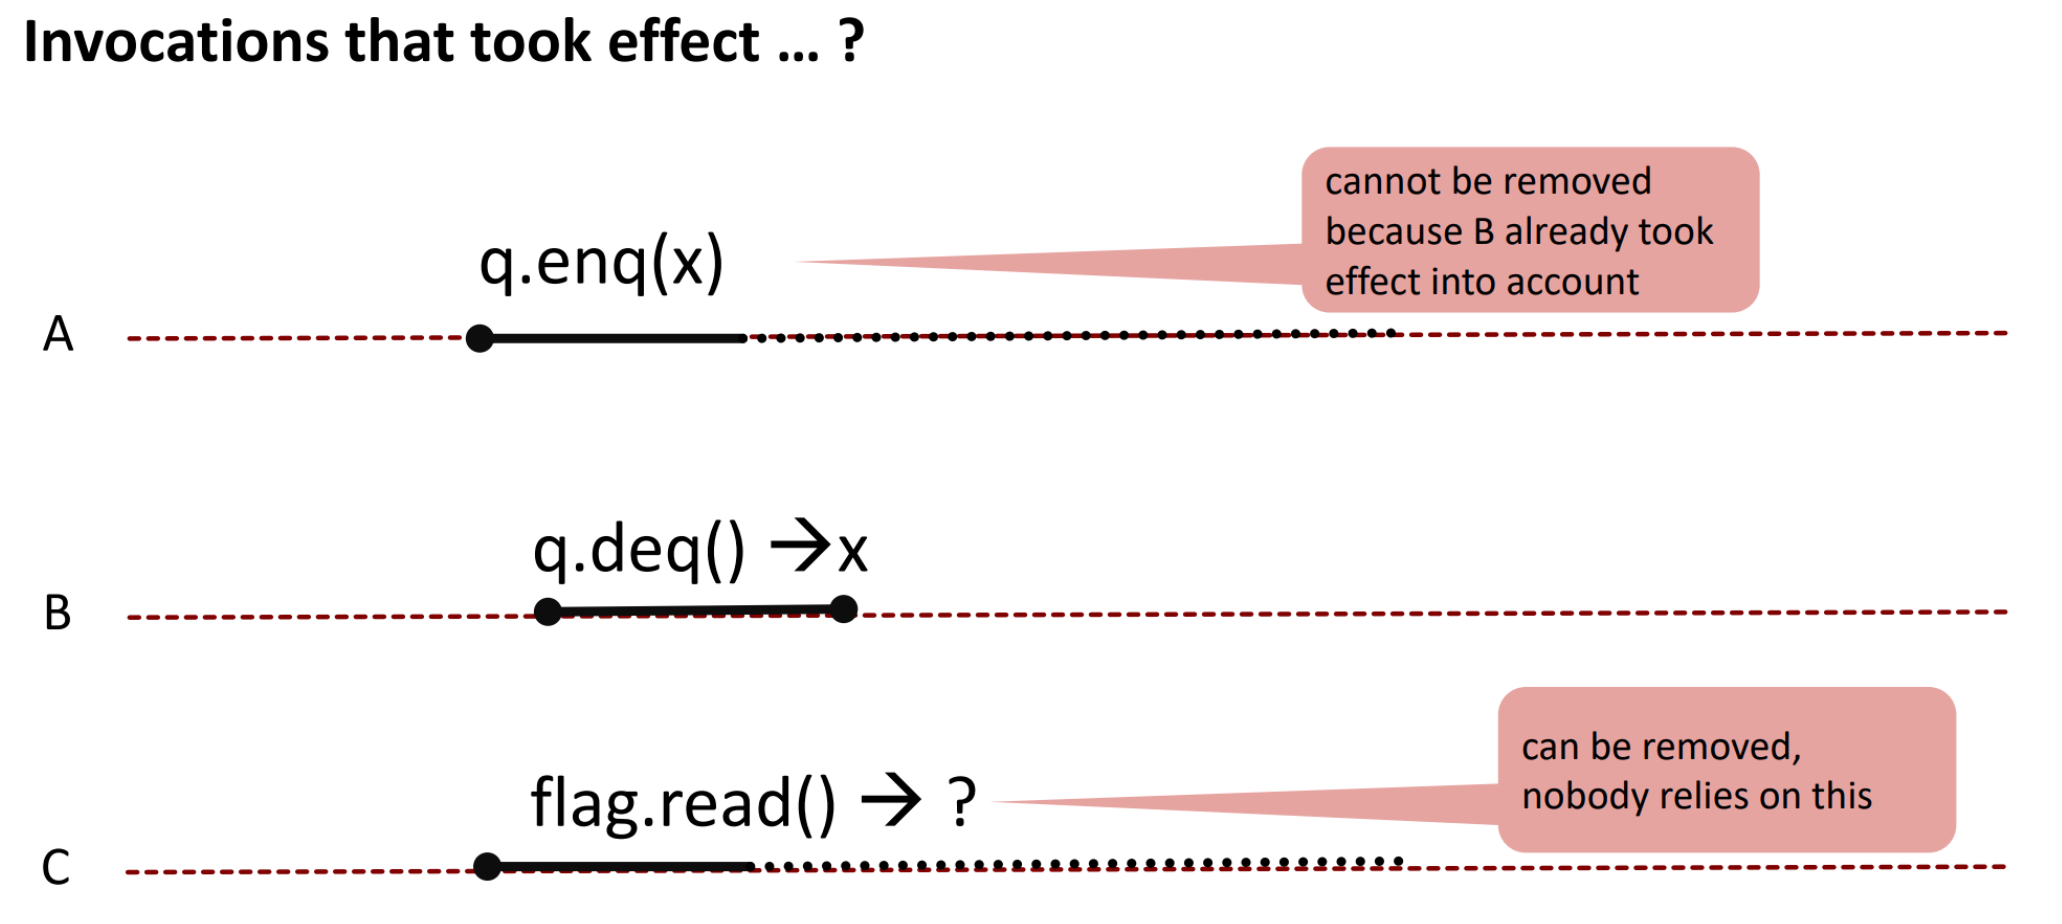 Invocations that took effect ... ?
cannot be removed
because B already took
effect into account
q.enq(x)
A
q.deq() →x
B
can be removed,
nobody relies on this
flag.read() → ?
C